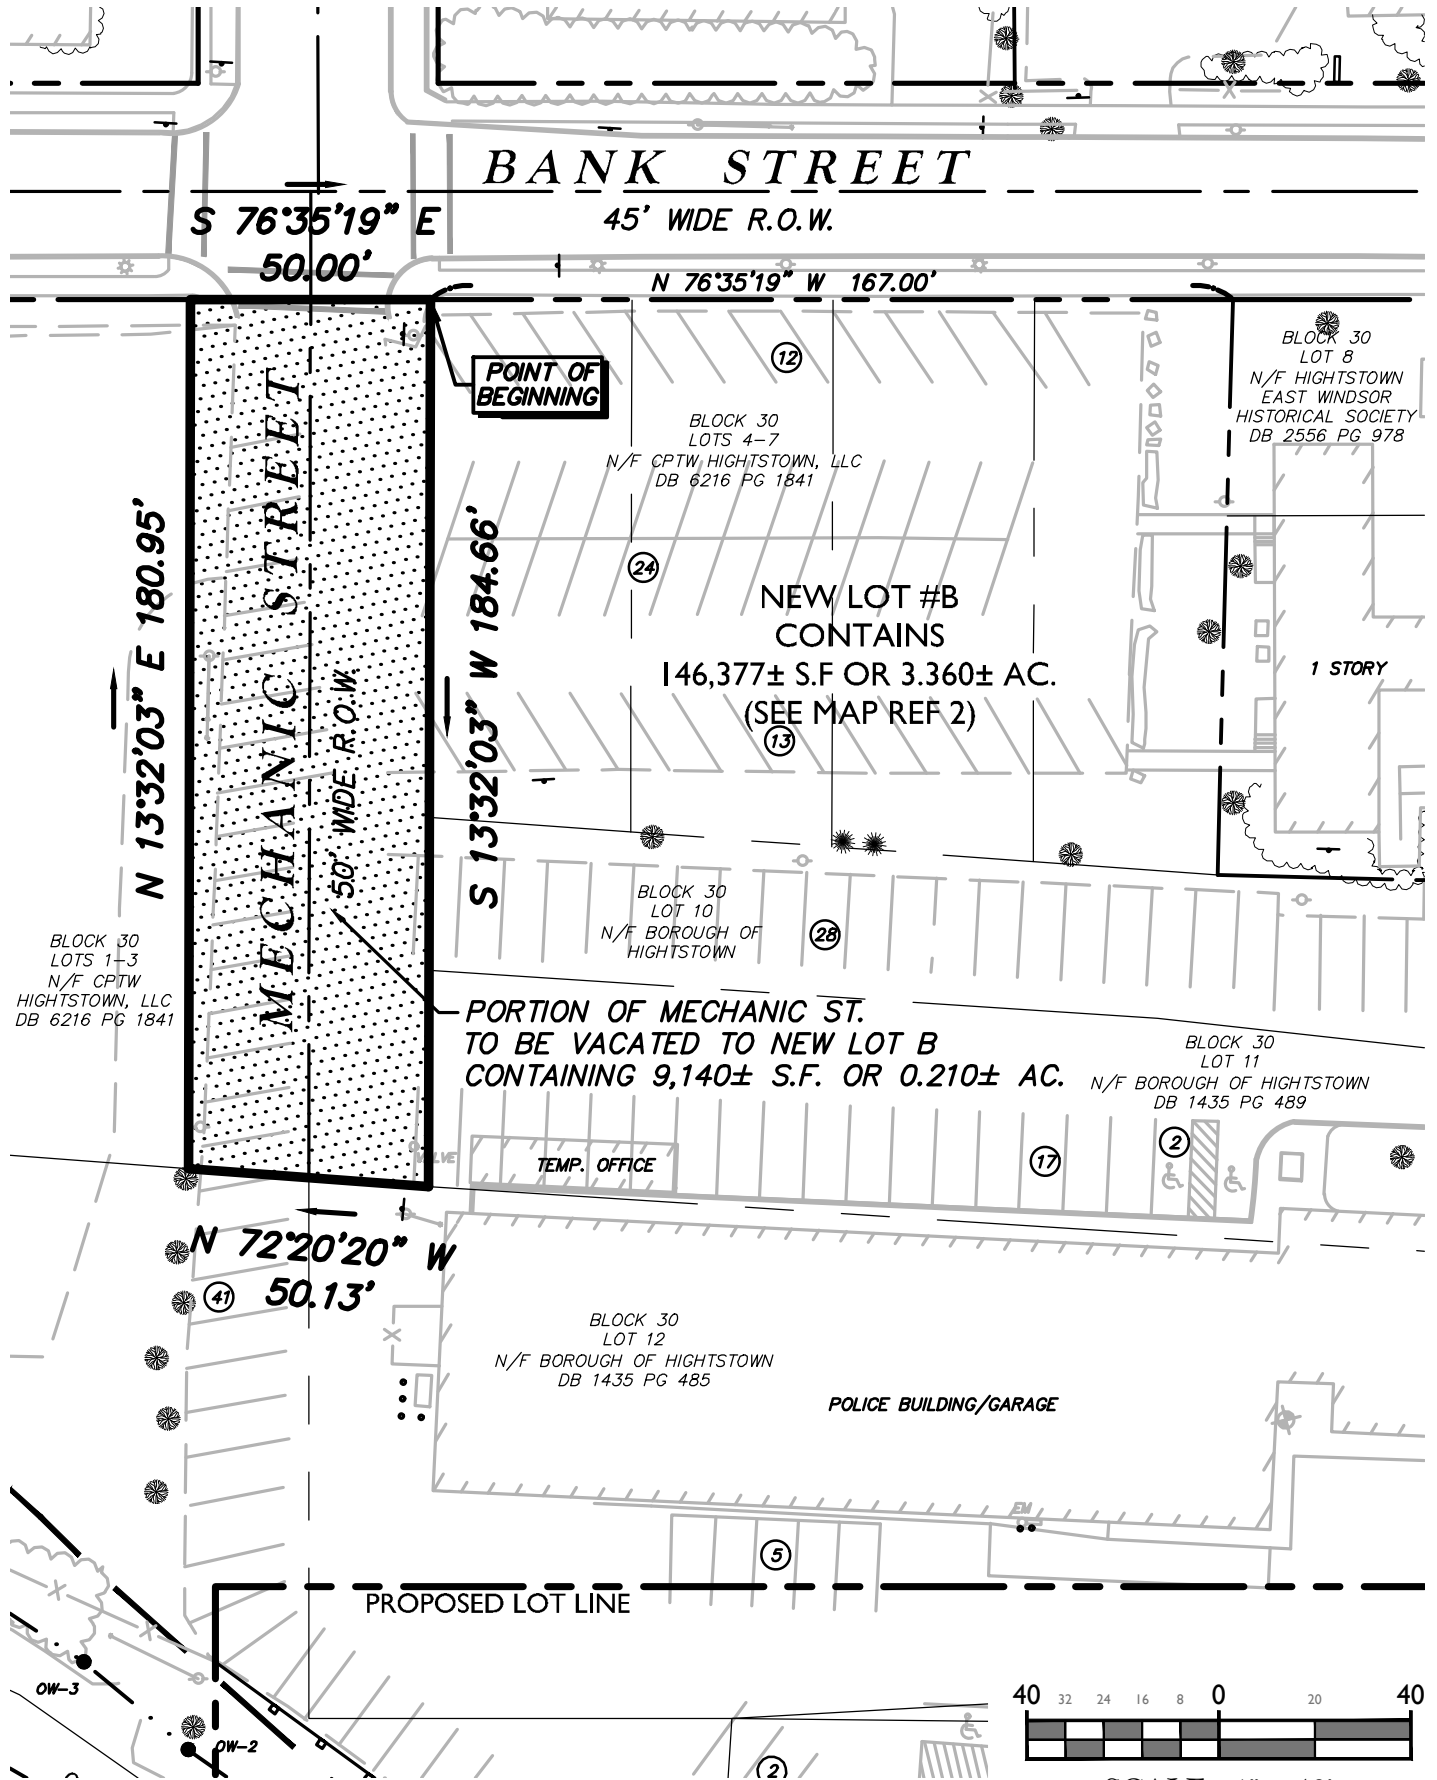 BANK STREET
S 76°35'19" E
50.00'
45' WIDE R.O.W.
N 76°35'19" W 167.00'
POINT OF
BEGINNING
12
BLOCK 30
LOT 8
N/F HIGHTSTOWN
EAST WINDSOR
HISTORICAL SOCIETY
DB 2556 PG 978
BLOCK 30
LOTS 4-7
N/F CPTW HIGHTSTOWN, LLC
DB 6216 PG 1841
MECHANIC STREET
50' WIDE R.O.W.
N 13°32'03" E 180.95'
S 13°32'03" W 184.66'
24
NEW LOT #B
CONTAINS
146,377± S.F OR 3.360± AC.
(SEE MAP REF 2)
13
1 STORY
BLOCK 30
LOT 10
N/F BOROUGH OF
HIGHTSTOWN
28
BLOCK 30
LOTS 1-3
N/F CPTW
HIGHTSTOWN, LLC
DB 6216 PG 1841
PORTION OF MECHANIC ST.
TO BE VACATED TO NEW LOT B
CONTAINING 9,140± S.F. OR 0.210± AC.
BLOCK 30
LOT 11
N/F BOROUGH OF HIGHTSTOWN
DB 1435 PG 489
VALVE
TEMP. OFFICE
17
2
N 72°20'20" W
50.13'
41
BLOCK 30
LOT 12
N/F BOROUGH OF HIGHTSTOWN
DB 1435 PG 485
POLICE BUILDING/GARAGE
EM
5
PROPOSED LOT LINE
OW-3
OW-2
2
40 32 24 16 8 0 20 40